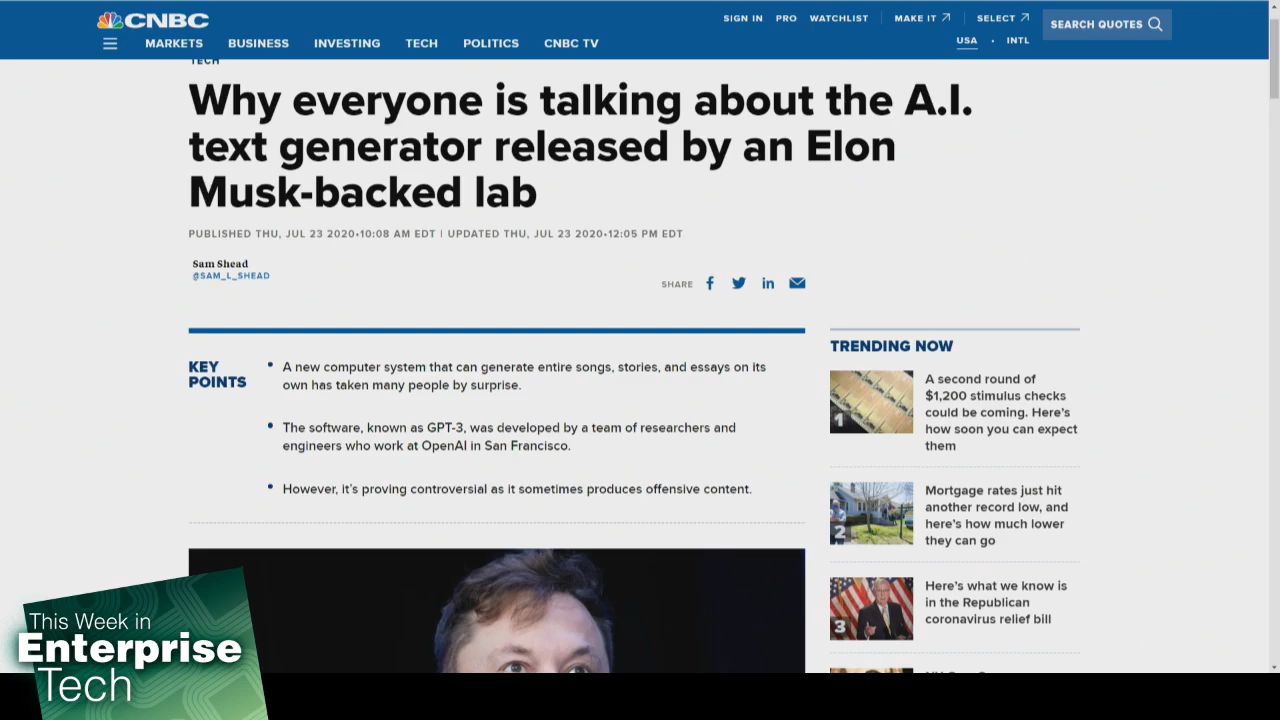 CNBC
SIGN IN PRO WATCHLIST MAKE IT SELECT
SEARCH QUOTES
USA • INTL
MARKETS BUSINESS INVESTING TECH POLITICS CNBC TV
TECH
Why everyone is talking about the A.I.
text generator released by an Elon
Musk-backed lab
PUBLISHED THU, JUL 23 2020•10:08 AM EDT | UPDATED THU, JUL 23 2020•12:05 PM EDT
Sam Shead
@SAM_L_SHEAD
SHARE
KEY
POINTS
• A new computer system that can generate entire songs, stories, and essays on its
own has taken many people by surprise.
• The software, known as GPT-3, was developed by a team of researchers and
engineers who work at OpenAI in San Francisco.
• However, it's proving controversial as it sometimes produces offensive content.
TRENDING NOW
1
A second round of
$1,200 stimulus checks
could be coming. Here's
how soon you can expect
them
2
Mortgage rates just hit
another record low, and
here's how much lower
they can go
3
Here's what we know is
in the Republican
coronavirus relief bill
This Week in
Enterprise
Tech